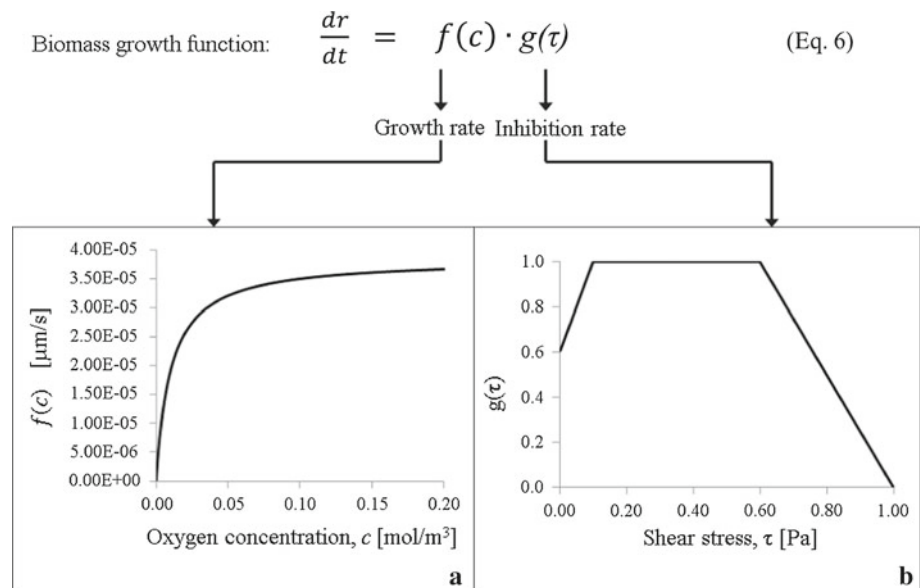 Biomass growth function: dr/dt = f(c) · g(τ) (Eq. 6)
Growth rate Inhibition rate
4.00E-05
3.50E-05
3.00E-05
2.50E-05
2.00E-05
1.50E-05
1.00E-05
5.00E-06
0.00E+00
f(c) [μm/s]
0.00 0.05 0.10 0.15 0.20
Oxygen concentration, c [mol/m³]
a
1.0
0.8
0.6
0.4
0.2
0.0
g(τ)
0.00 0.20 0.40 0.60 0.80 1.00
Shear stress, τ [Pa]
b